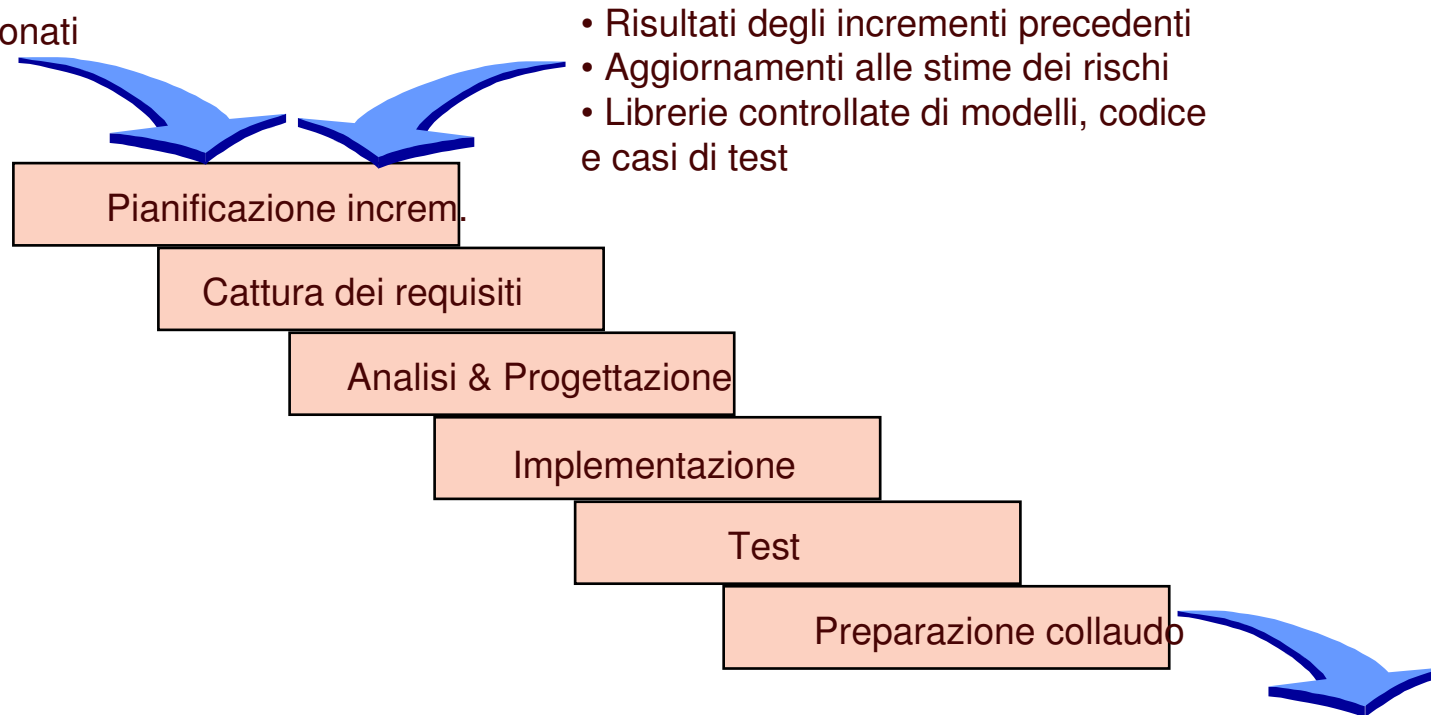 onati
• Risultati degli incrementi precedenti
• Aggiornamenti alle stime dei rischi
• Librerie controllate di modelli, codice
e casi di test
Pianificazione increm.
Cattura dei requisiti
Analisi & Progettazione
Implementazione
Test
Preparazione collaudo